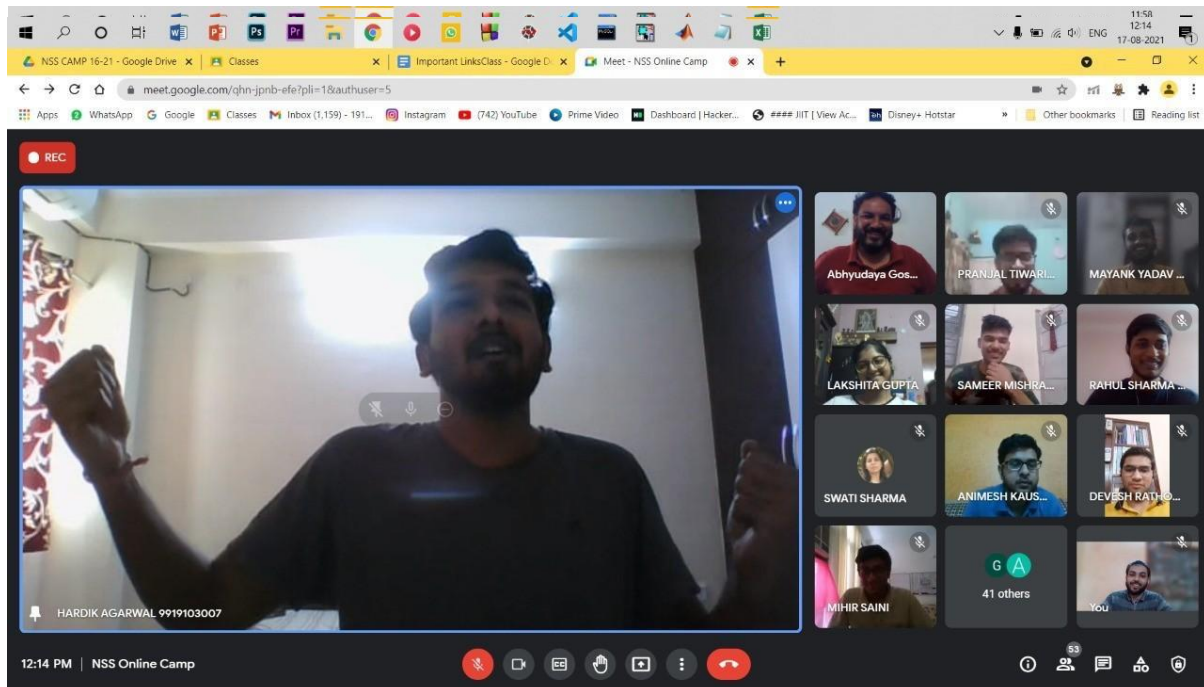 11:58
12:14
ENG
17-08-2021
NSS CAMP 16-21 - Google Drive
Classes
Important LinksClass - Google D
Meet - NSS Online Camp
meet.google.com/qhn-jpnb-efe?pli=1&authuser=5
Apps WhatsApp Google Classes Inbox (1,159) - 191... Instagram (742) YouTube Prime Video Dashboard | Hacker... #### JIIT [ View Ac... Disney+ Hotstar » Other bookmarks Reading list
REC
Abhyudaya Gos...
PRANJAL TIWARI...
MAYANK YADAV ...
LAKSHITA GUPTA
SAMEER MISHRA...
RAHUL SHARMA ...
SWATI SHARMA
ANIMESH KAUS...
DEVESH RATHO...
MIHIR SAINI
G A
41 others
You
HARDIK AGARWAL 9919103007
12:14 PM | NSS Online Camp
53